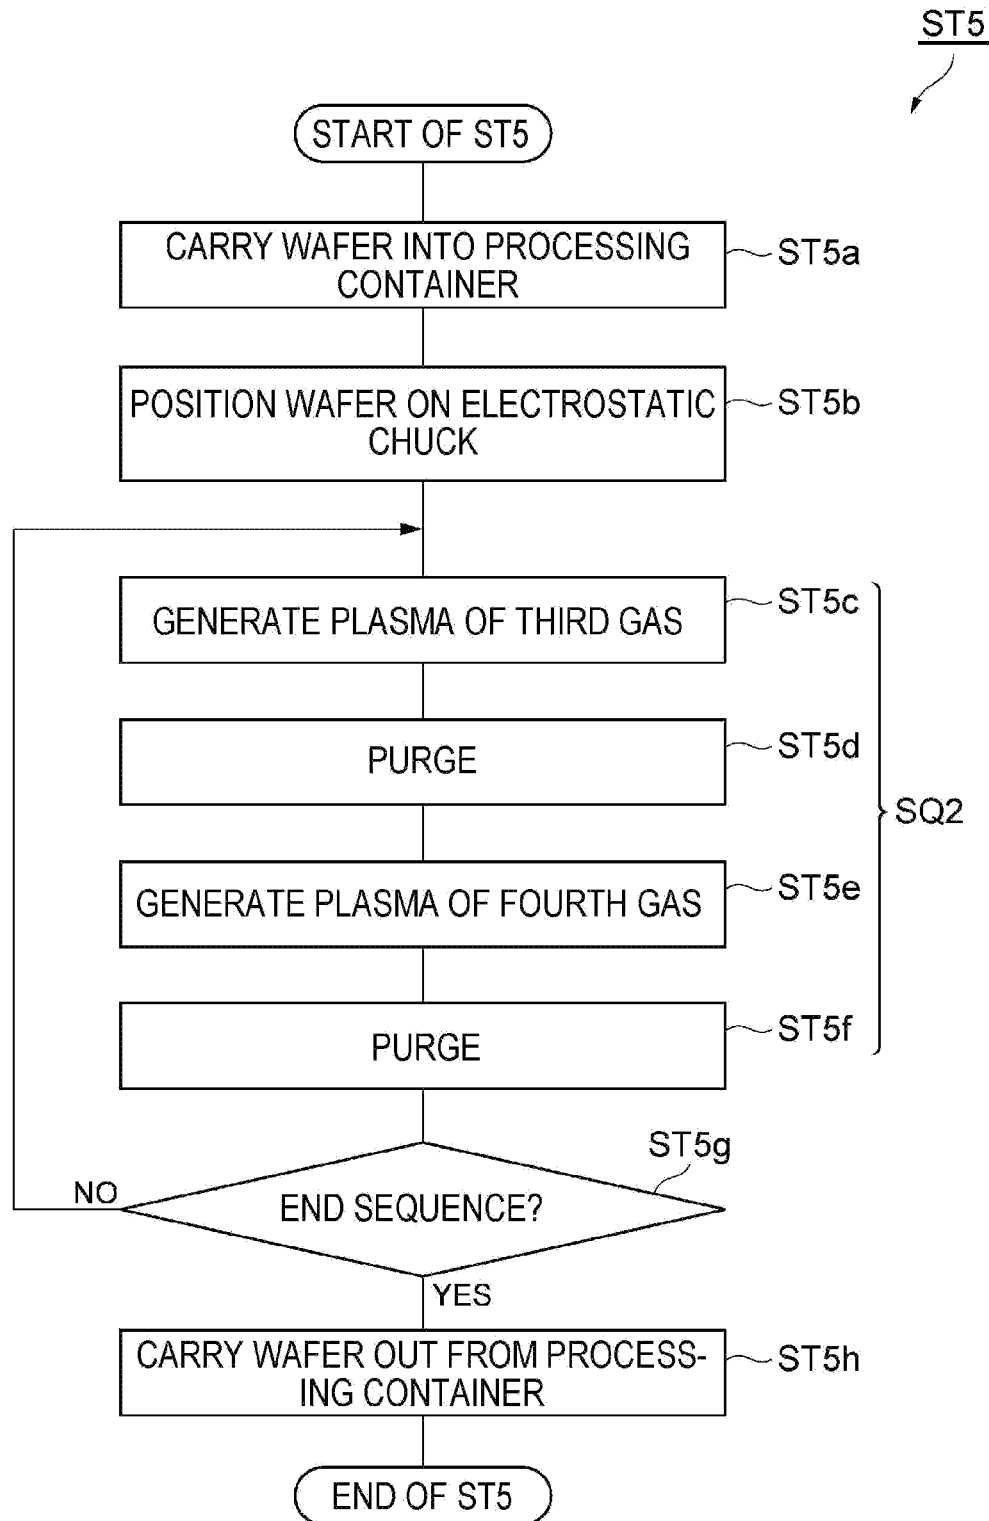 ST5
START OF ST5
CARRY WAFER INTO PROCESSING
CONTAINER
ST5a
POSITION WAFER ON ELECTROSTATIC
CHUCK
ST5b
GENERATE PLASMA OF THIRD GAS
ST5c
PURGE
ST5d
SQ2
GENERATE PLASMA OF FOURTH GAS
ST5e
PURGE
ST5f
ST5g
NO
END SEQUENCE?
YES
CARRY WAFER OUT FROM PROCESS-
ING CONTAINER
ST5h
END OF ST5